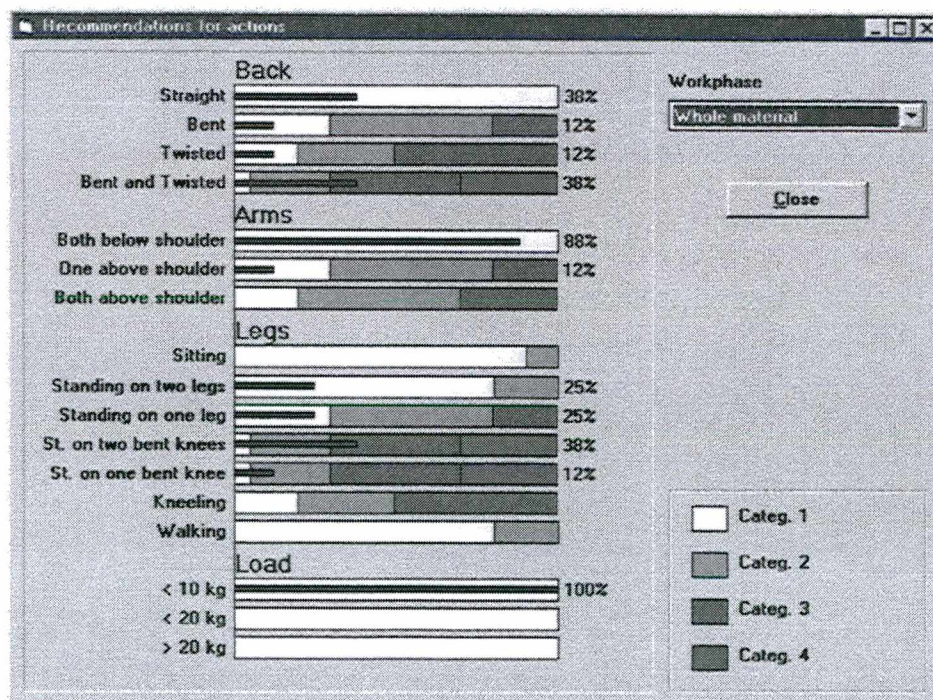 Recommendations for actions
Back
Straight 38%
Bent 12%
Twisted 12%
Bent and Twisted 38%
Arms
Both below shoulder 88%
One above shoulder 12%
Both above shoulder
Legs
Sitting
Standing on two legs 25%
Standing on one leg 25%
St. on two bent knees 38%
St. on one bent knee 12%
Kneeling
Walking
Load
< 10 kg 100%
< 20 kg
> 20 kg
Workphase
Whole material
Close
Categ. 1
Categ. 2
Categ. 3
Categ. 4